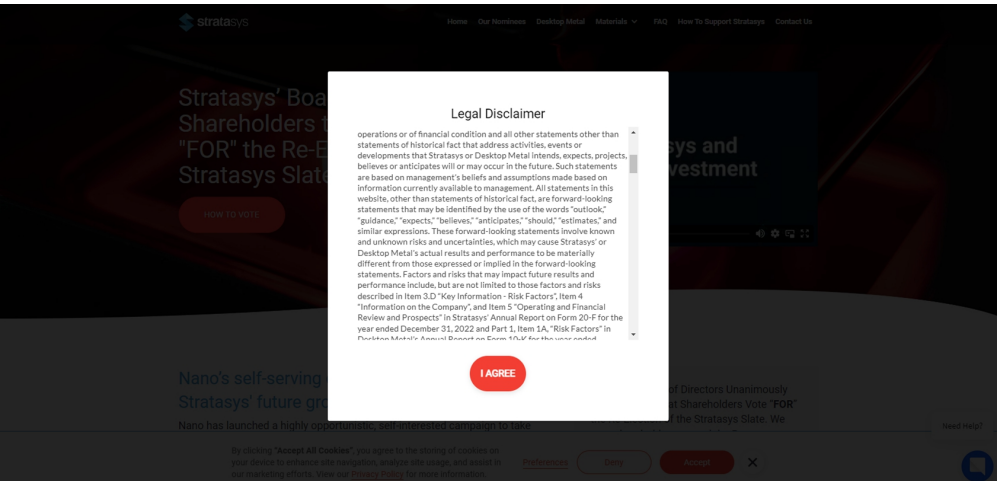 stratasys
Home Our Nominees Desktop Metal Materials FAQ How To Support Stratasys Contact Us
Stratasys' Boa
Shareholders t
"FOR" the Re-E
Stratasys Slate
HOW TO VOTE
sys and
vestment
Legal Disclaimer
operations or of financial condition and all other statements other than
statements of historical fact that address activities, events or
developments that Stratasys or Desktop Metal intends, expects, projects,
believes or anticipates will or may occur in the future. Such statements
are based on management's beliefs and assumptions made based on
information currently available to management. All statements in this
website, other than statements of historical fact, are forward-looking
statements that may be identified by the use of the words "outlook,"
"guidance," "expects," "believes," "anticipates," "should," "estimates," and
similar expressions. These forward-looking statements involve known
and unknown risks and uncertainties, which may cause Stratasys' or
Desktop Metal's actual results and performance to be materially
different from those expressed or implied in the forward-looking
statements. Factors and risks that may impact future results and
performance include, but are not limited to those factors and risks
described in Item 3.D "Key Information - Risk Factors", Item 4
"Information on the Company", and Item 5 "Operating and Financial
Review and Prospects" in Stratasys' Annual Report on Form 20-F for the
year ended December 31, 2022 and Part 1, Item 1A, "Risk Factors" in
Desktop Metal's Annual Report on Form 10-K for the year ended
I AGREE
Nano's self-serving
Stratasys' future gro
Nano has launched a highly opportunistic, self-interested campaign to take
of Directors Unanimously
at Shareholders Vote "FOR"
of the Stratasys Slate. We
Need Help?
By clicking "Accept All Cookies", you agree to the storing of cookies on
your device to enhance site navigation, analyze site usage, and assist in
our marketing efforts. View our Privacy Policy for more information.
Preferences
Deny
Accept